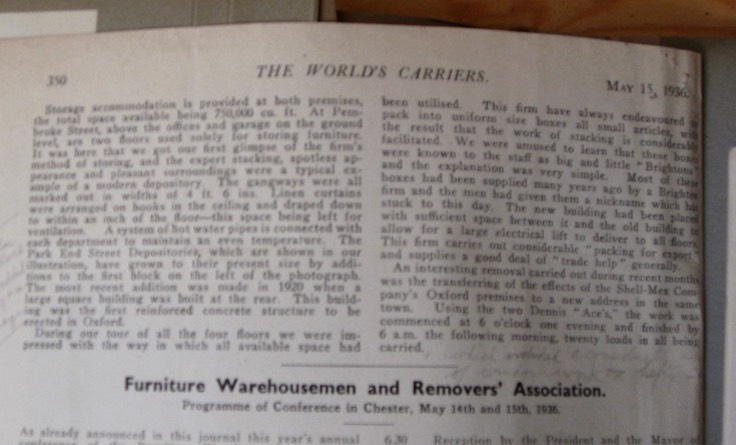 350
THE WORLD'S CARRIERS.
MAY 15, 1936.
Storage accommodation is provided at both premises,
the total space available being 750,000 cu. ft. At Pem-
broke Street, above the offices and garage on the ground
level, are two floors used solely for storing furniture.
It was here that we got our first glimpse of the firm's
method of storing, and the expert stacking, spotless ap-
pearance and pleasant surroundings were a typical ex-
ample of a modern depository. The gangways were all
marked out in widths of 4 ft. 6 ins. Linen curtains
were arranged on hooks in the ceiling and draped down
to within an inch of the floor—this space being left for
ventilation. A system of hot water pipes is connected with
each department to maintain an even temperature. The
Park End Street Depositories, which are shown in our
illustration, have grown to their present size by addi-
tions to the first block on the left of the photograph.
The most recent addition was made in 1920 when a
large square building was built at the rear. This build-
ing was the first reinforced concrete structure to be
erected in Oxford.
During our tour of all the four floors we were im-
pressed with the way in which all available space had
been utilised. This firm have always endeavoured to
pack into uniform size boxes all small articles, with
the result that the work of stacking is considerably
facilitated. We were amused to learn that these boxes
were known to the staff as big and little "Brightons"
and the explanation was very simple. Most of these
boxes had been supplied many years ago by a Brighton
firm and the men had given them a nickname which has
stuck to this day. The new building had been placed
with sufficient space between it and the old building to
allow for a large electrical lift to deliver to all floors.
This firm carries out considerable "packing for export"
and supplies a good deal of "trade help" generally.
An interesting removal carried out during recent months
was the transferring of the effects of the Shell-Mex Com-
pany's Oxford premises to a new address in the same
town. Using the two Dennis "Ace's," the work was
commenced at 6 o'clock one evening and finished by
6 a.m. the following morning, twenty loads in all being
carried.
Furniture Warehousemen and Removers' Association.
Programme of Conference in Chester, May 14th and 15th, 1936.
As already announced in this journal this year's annual
6.30 Reception by the President and the Mayor of